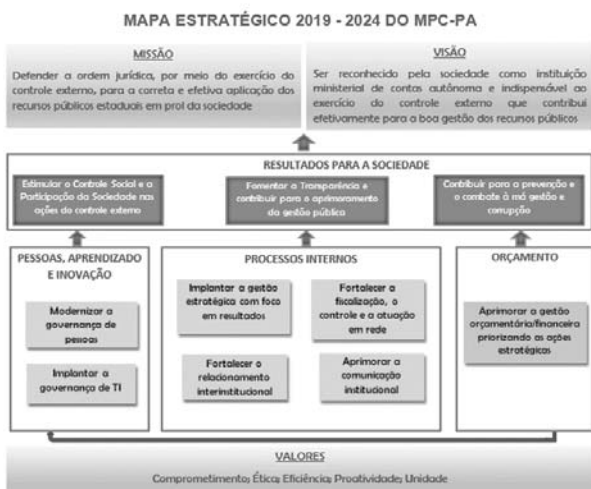 MAPA ESTRATÉGICO 2019 - 2024 DO MPC-PA
MISSÃO
Defender a ordem jurídica, por meio do exercício do
controle externo, para a correta e efetiva aplicação dos
recursos públicos estaduais em prol da sociedade
VISÃO
Ser reconhecido pela sociedade como instituição
ministerial de contas autônoma e indispensável ao
exercício do controle externo que contribui
efetivamente para a boa gestão dos recursos públicos
RESULTADOS PARA A SOCIEDADE
Estimular o Controle Social e a
Participação da Sociedade nas
ações do controle externo
Fomentar a Transparência e
contribuir para o aprimoramento
da gestão pública
Contribuir para a prevenção e
o combate à má gestão e
corrupção
PESSOAS, APRENDIZADO
E INOVAÇÃO
Modernizar a
governança de
pessoas
Implantar a
governança de TI
PROCESSOS INTERNOS
Implantar a gestão
estratégica com foco
em resultados
Fortalecer a
fiscalização, o
controle e a atuação
em rede
Fortalecer o
relacionamento
interinstitucional
Aprimorar a
comunicação
institucional
ORÇAMENTO
Aprimorar a gestão
orçamentária/financeira
priorizando as ações
estratégicas
VALORES
Comprometimento; Ética; Eficiência; Proatividade; Unidade